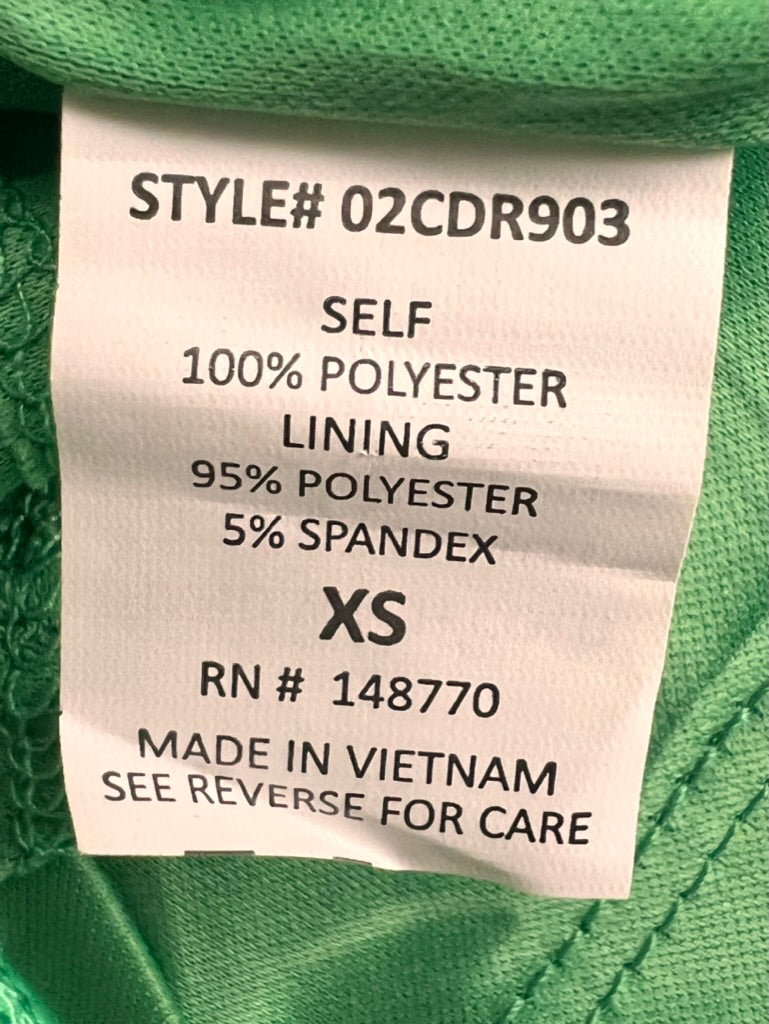 STYLE# 02CDR903
SELF
100% POLYESTER
LINING
95% POLYESTER
5% SPANDEX
XS
RN # 148770
MADE IN VIETNAM
SEE REVERSE FOR CARE